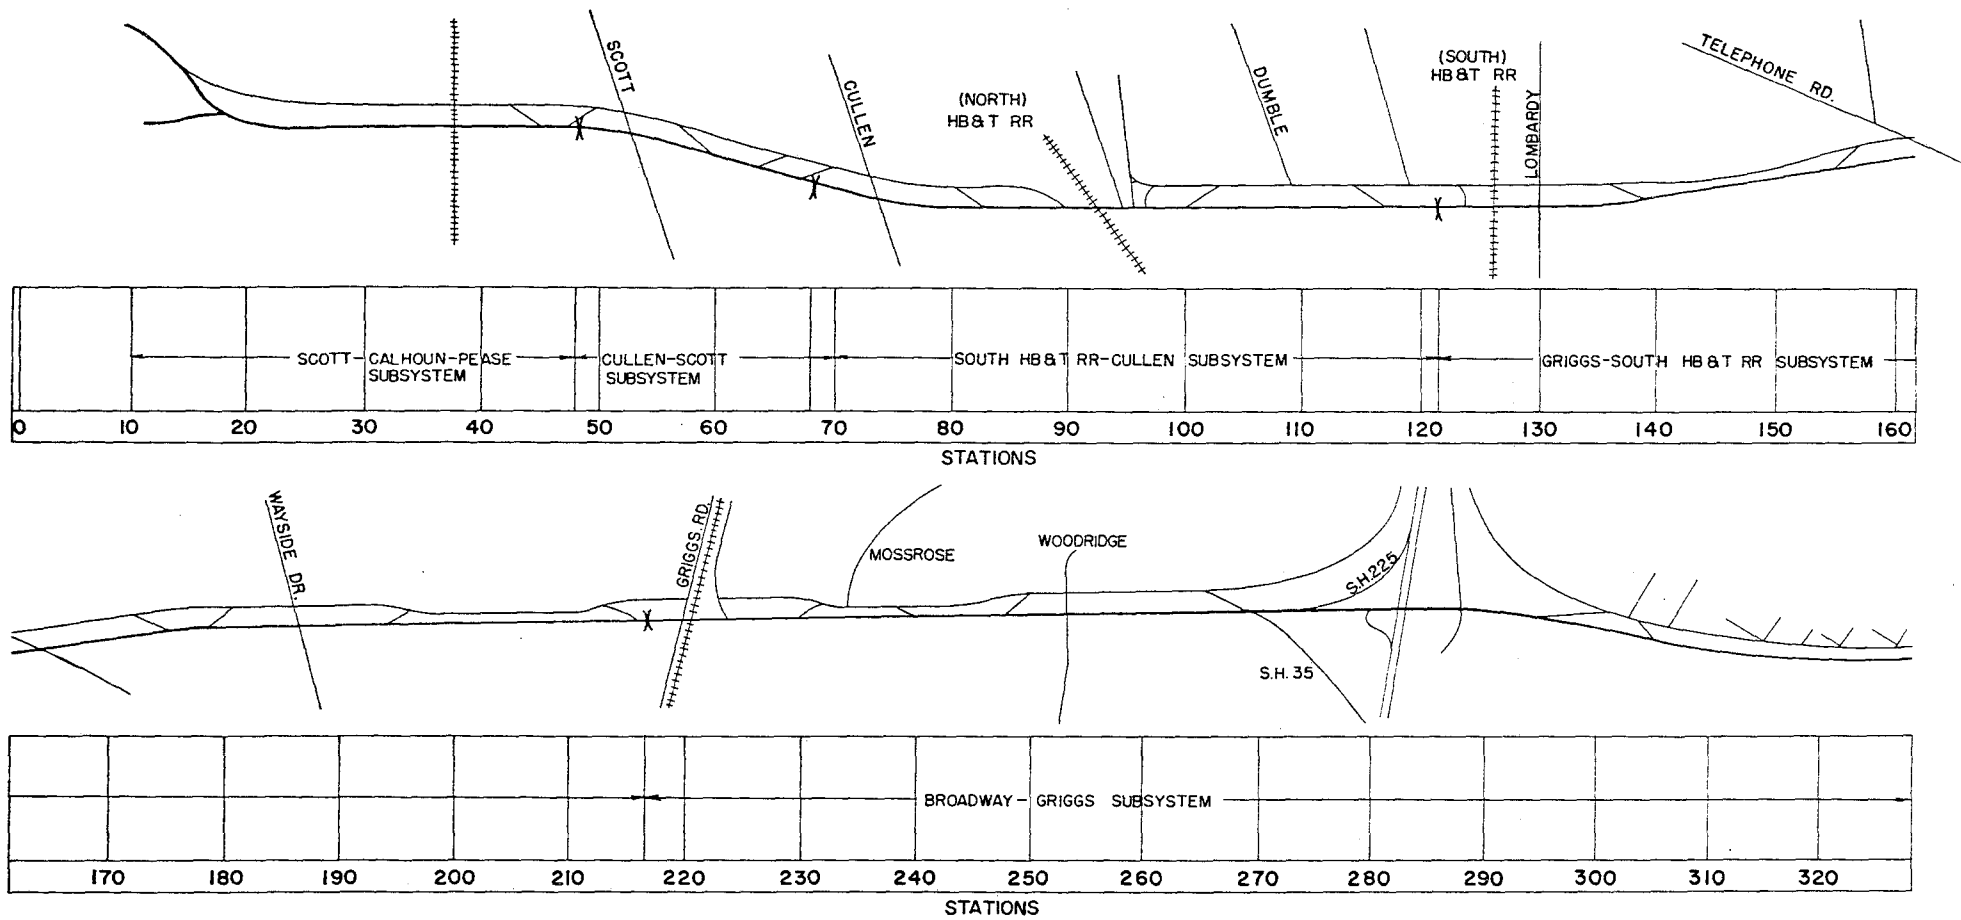 SCOTT
CULLEN
(NORTH)
HB&T RR
DUMBLE
(SOUTH)
HB&T RR
LOMBARDY
TELEPHONE RD.
SCOTT-CALHOUN-PEASE
SUBSYSTEM
CULLEN-SCOTT
SUBSYSTEM
SOUTH HB&T RR-CULLEN SUBSYSTEM
GRIGGS-SOUTH HB&T RR SUBSYSTEM
0 10 20 30 40 50 60 70 80 90 100 110 120 130 140 150 160
STATIONS
WAYSIDE DR.
GRIGGS RD.
MOSSROSE
WOODRIDGE
S.H.225
S.H. 35
BROADWAY-GRIGGS SUBSYSTEM
170 180 190 200 210 220 230 240 250 260 270 280 290 300 310 320
STATIONS